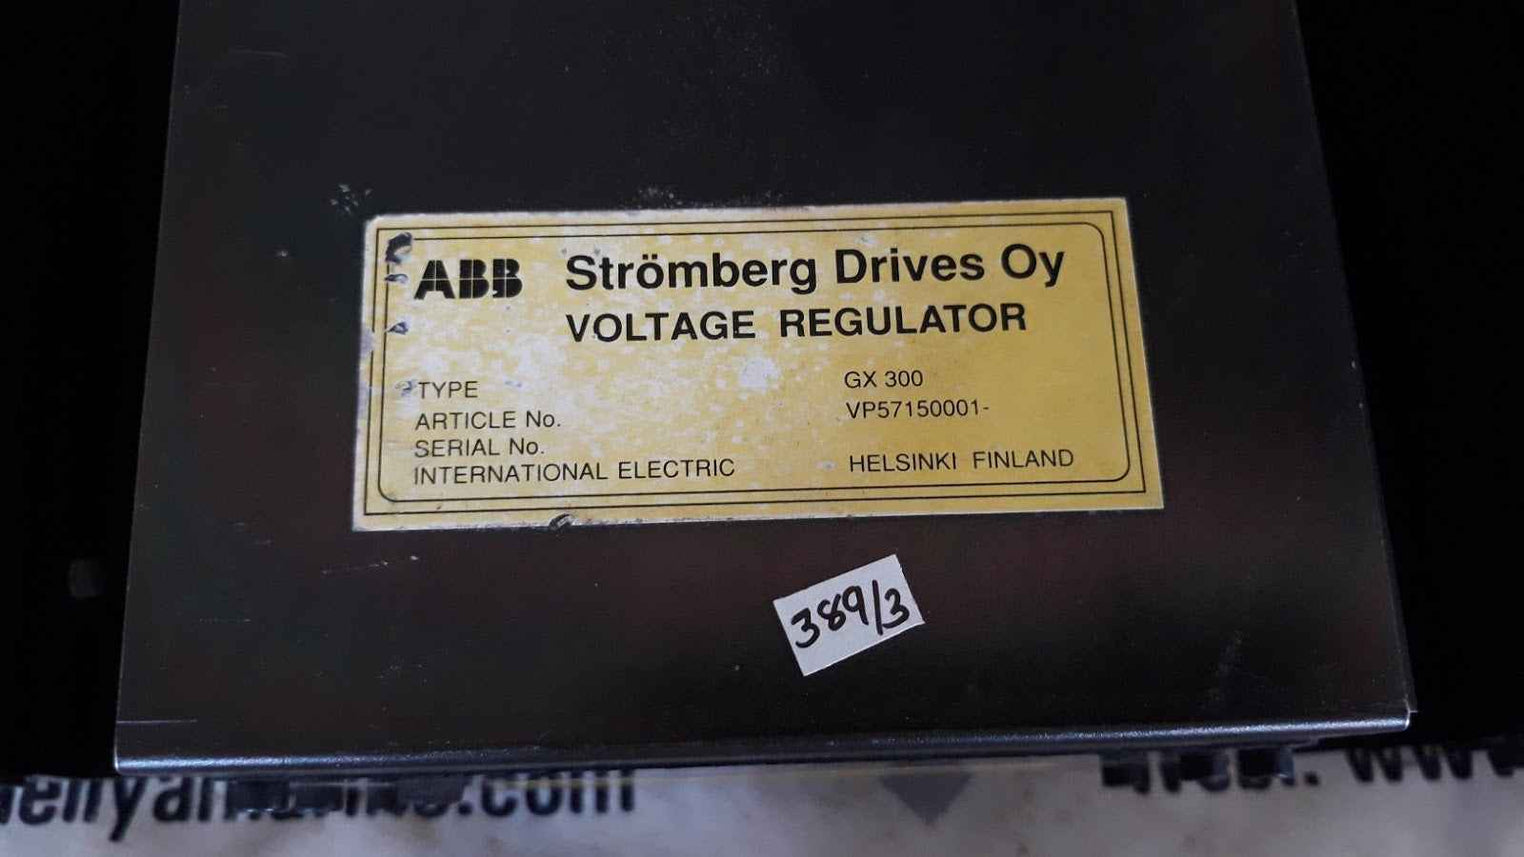 ABB Strömberg Drives Oy
VOLTAGE REGULATOR
TYPE GX 300
ARTICLE No. VP57150001-
SERIAL No.
INTERNATIONAL ELECTRIC HELSINKI FINLAND
389/3
.com